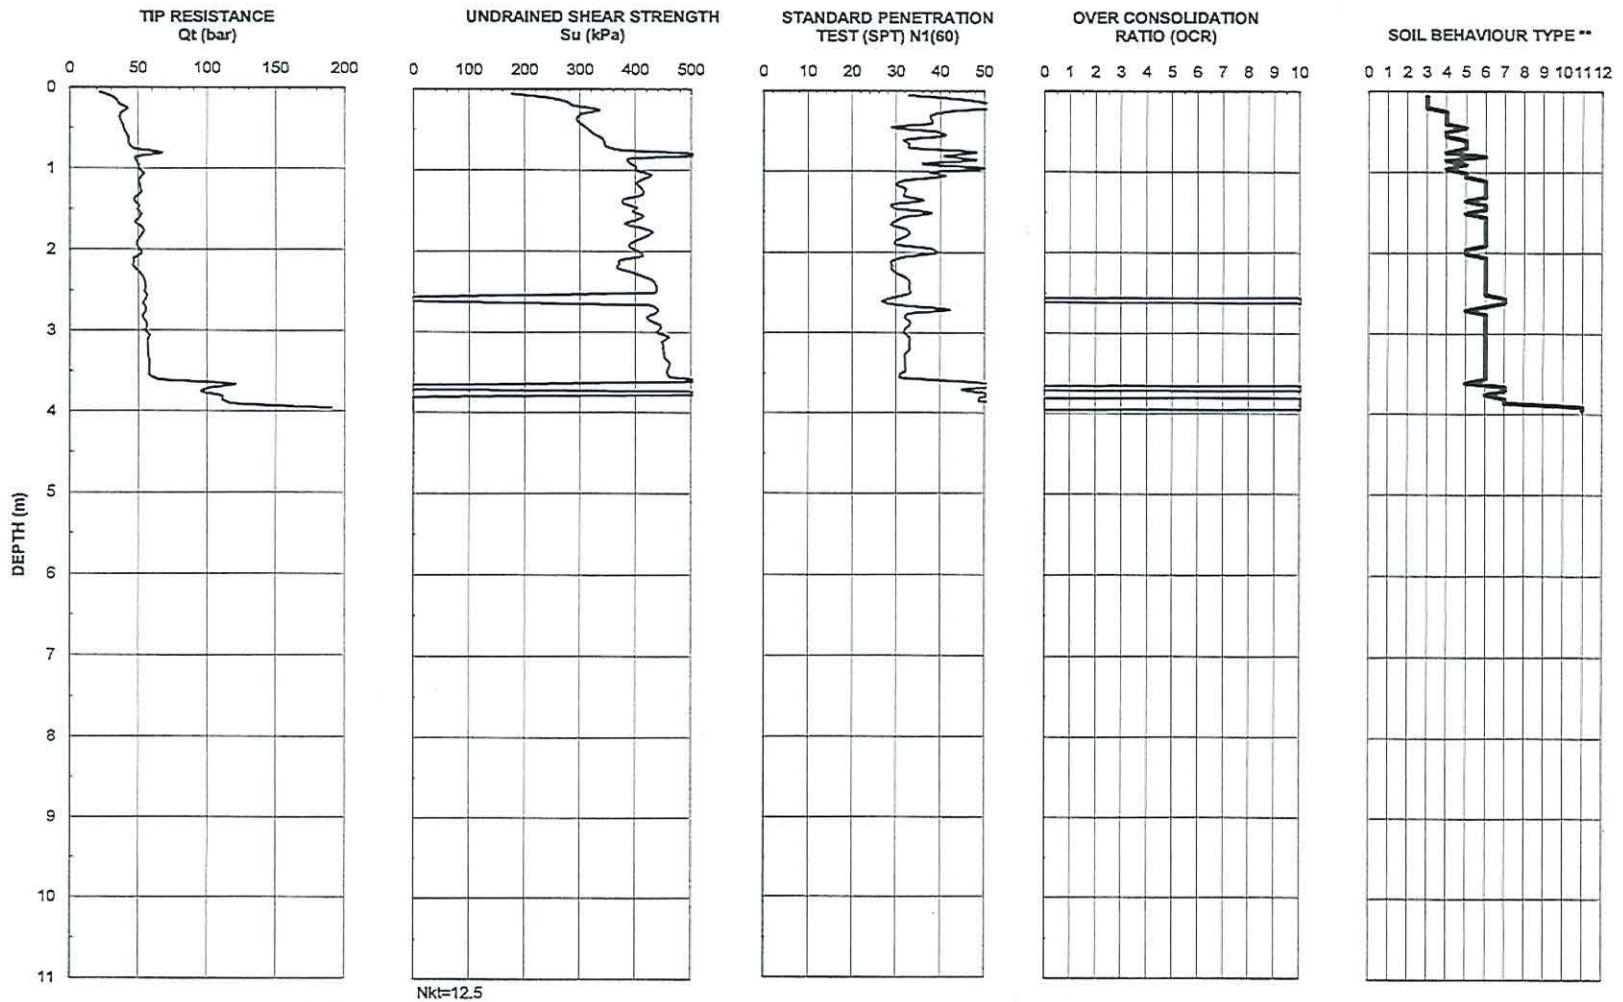 TIP RESISTANCE
Qt (bar)
UNDRAINED SHEAR STRENGTH
Su (kPa)
STANDARD PENETRATION
TEST (SPT) N1(60)
OVER CONSOLIDATION
RATIO (OCR)
SOIL BEHAVIOUR TYPE **
0 50 100 150 200
0 100 200 300 400 500
0 10 20 30 40 50
0 1 2 3 4 5 6 7 8 9 10
0 1 2 3 4 5 6 7 8 9 10 11 12
0
1
2
3
4
5
6
7
8
9
10
11
DEPTH (m)
Nkt=12.5